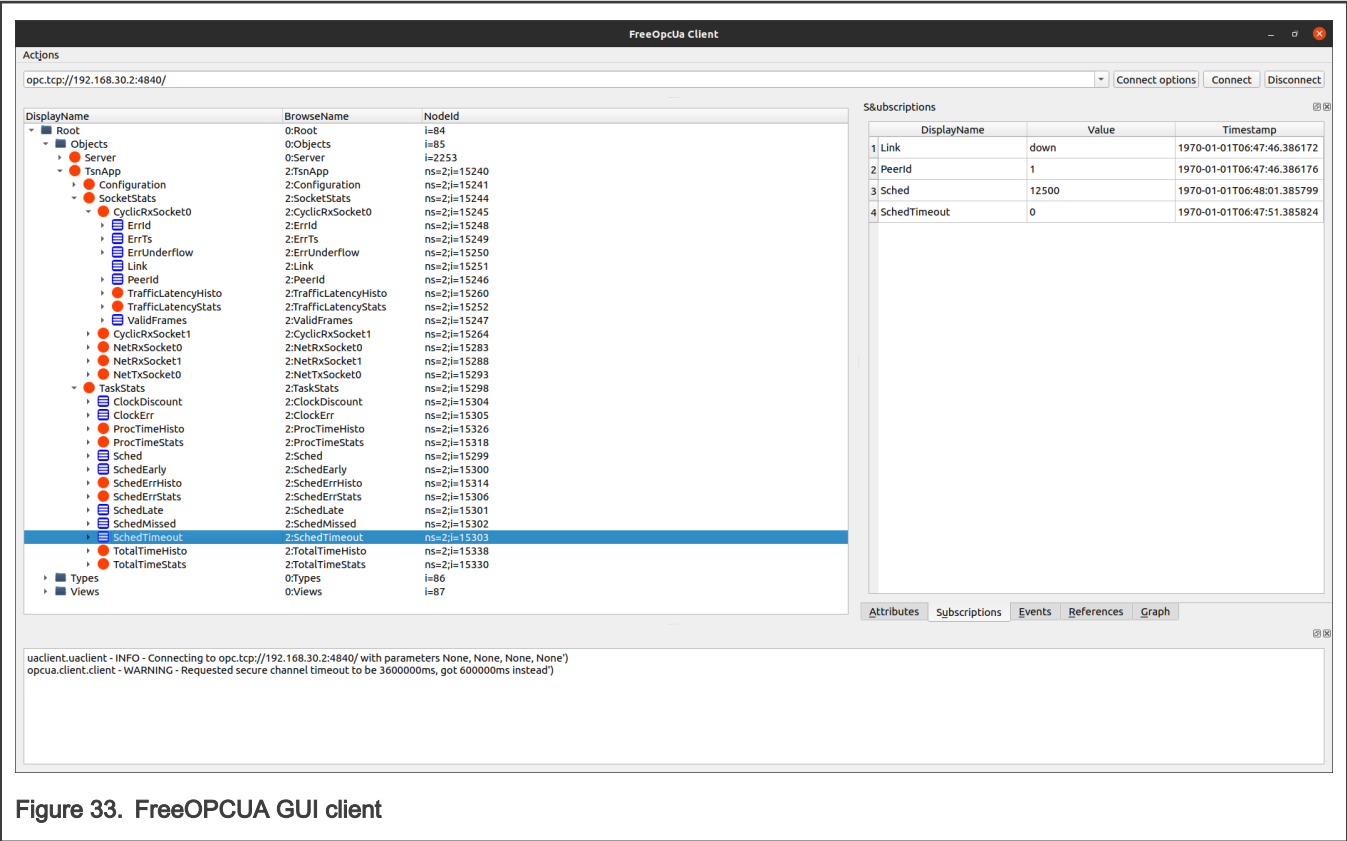 FreeOpcUa Client
Actions
opc.tcp://192.168.30.2:4840/ Connect options Connect Disconnect
DisplayName BrowseName NodeId
Root 0:Root i=84
Objects 0:Objects i=85
Server 0:Server i=2253
TsnApp 2:TsnApp ns=2;i=15240
Configuration 2:Configuration ns=2;i=15241
SocketStats 2:SocketStats ns=2;i=15244
CyclicRxSocket0 2:CyclicRxSocket0 ns=2;i=15245
ErrId 2:ErrId ns=2;i=15248
ErrTs 2:ErrTs ns=2;i=15249
ErrUnderflow 2:ErrUnderflow ns=2;i=15250
Link 2:Link ns=2;i=15251
PeerId 2:PeerId ns=2;i=15246
TrafficLatencyHisto 2:TrafficLatencyHisto ns=2;i=15260
TrafficLatencyStats 2:TrafficLatencyStats ns=2;i=15252
ValidFrames 2:ValidFrames ns=2;i=15247
CyclicRxSocket1 2:CyclicRxSocket1 ns=2;i=15264
NetRxSocket0 2:NetRxSocket0 ns=2;i=15283
NetRxSocket1 2:NetRxSocket1 ns=2;i=15288
NetTxSocket0 2:NetTxSocket0 ns=2;i=15293
TaskStats 2:TaskStats ns=2;i=15298
ClockDiscount 2:ClockDiscount ns=2;i=15304
ClockErr 2:ClockErr ns=2;i=15305
ProcTimeHisto 2:ProcTimeHisto ns=2;i=15326
ProcTimeStats 2:ProcTimeStats ns=2;i=15318
Sched 2:Sched ns=2;i=15299
SchedEarly 2:SchedEarly ns=2;i=15300
SchedErrHisto 2:SchedErrHisto ns=2;i=15314
SchedErrStats 2:SchedErrStats ns=2;i=15306
SchedLate 2:SchedLate ns=2;i=15301
SchedMissed 2:SchedMissed ns=2;i=15302
SchedTimeout 2:SchedTimeout ns=2;i=15303
TotalTimeHisto 2:TotalTimeHisto ns=2;i=15338
TotalTimeStats 2:TotalTimeStats ns=2;i=15330
Types 0:Types i=86
Views 0:Views i=87
S&ubscriptions
DisplayName Value Timestamp
1 Link down 1970-01-01T06:47:46.386172
2 PeerId 1 1970-01-01T06:47:46.386176
3 Sched 12500 1970-01-01T06:48:01.385799
4 SchedTimeout 0 1970-01-01T06:47:51.385824
Attributes Subscriptions Events References Graph
uaclient.uaclient - INFO - Connecting to opc.tcp://192.168.30.2:4840/ with parameters None, None, None, None')
opcua.client.client - WARNING - Requested secure channel timeout to be 3600000ms, got 600000ms instead')
Figure 33. FreeOPCUA GUI client